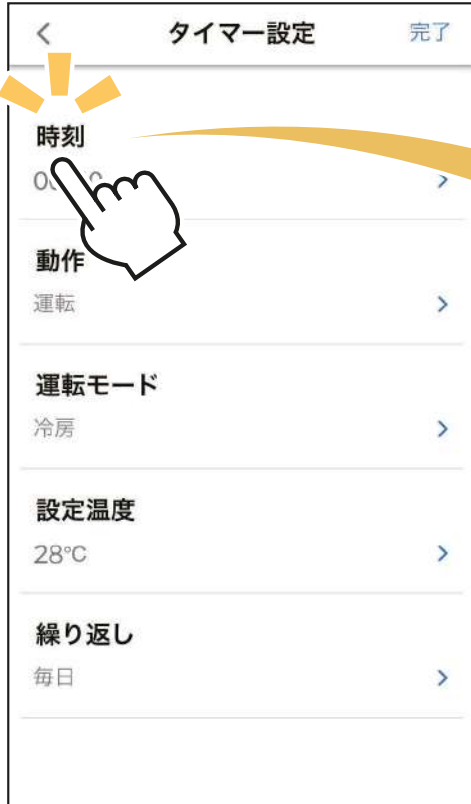 タイマー設定 完了
時刻
動作
運転
運転モード
冷房
設定温度
28℃
繰り返し
毎日